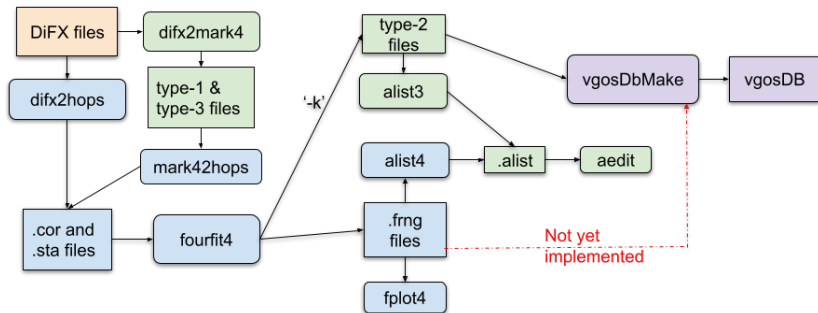 DiFX files
difx2mark4
type-2
files
difx2hops
type-1 &
type-3 files
alist3
vgosDbMake
vgosDB
‘-k’
mark42hops
alist4
.alist
aedit
.cor and
.sta files
fourfit4
.frng
files
Not yet
implemented
fplot4